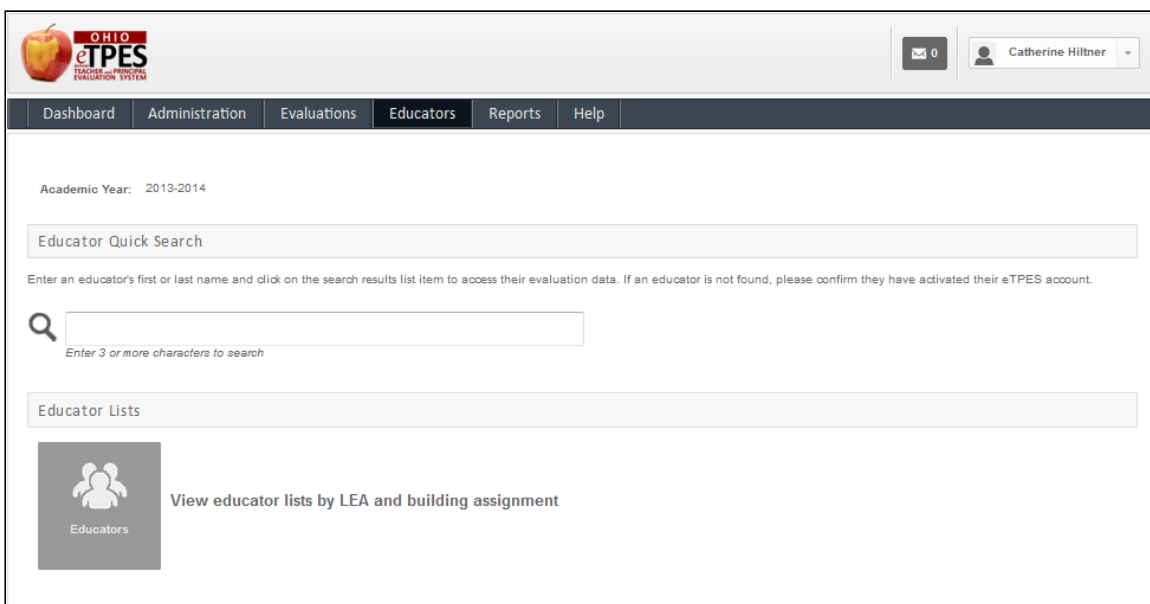 OHIO
eTPES
TEACHER and PRINCIPAL
EVALUATION SYSTEM
0
Catherine Hiltner
Dashboard Administration Evaluations Educators Reports Help
Academic Year: 2013-2014
Educator Quick Search
Enter an educator's first or last name and click on the search results list item to access their evaluation data. If an educator is not found, please confirm they have activated their eTPES account.
Enter 3 or more characters to search
Educator Lists
Educators
View educator lists by LEA and building assignment